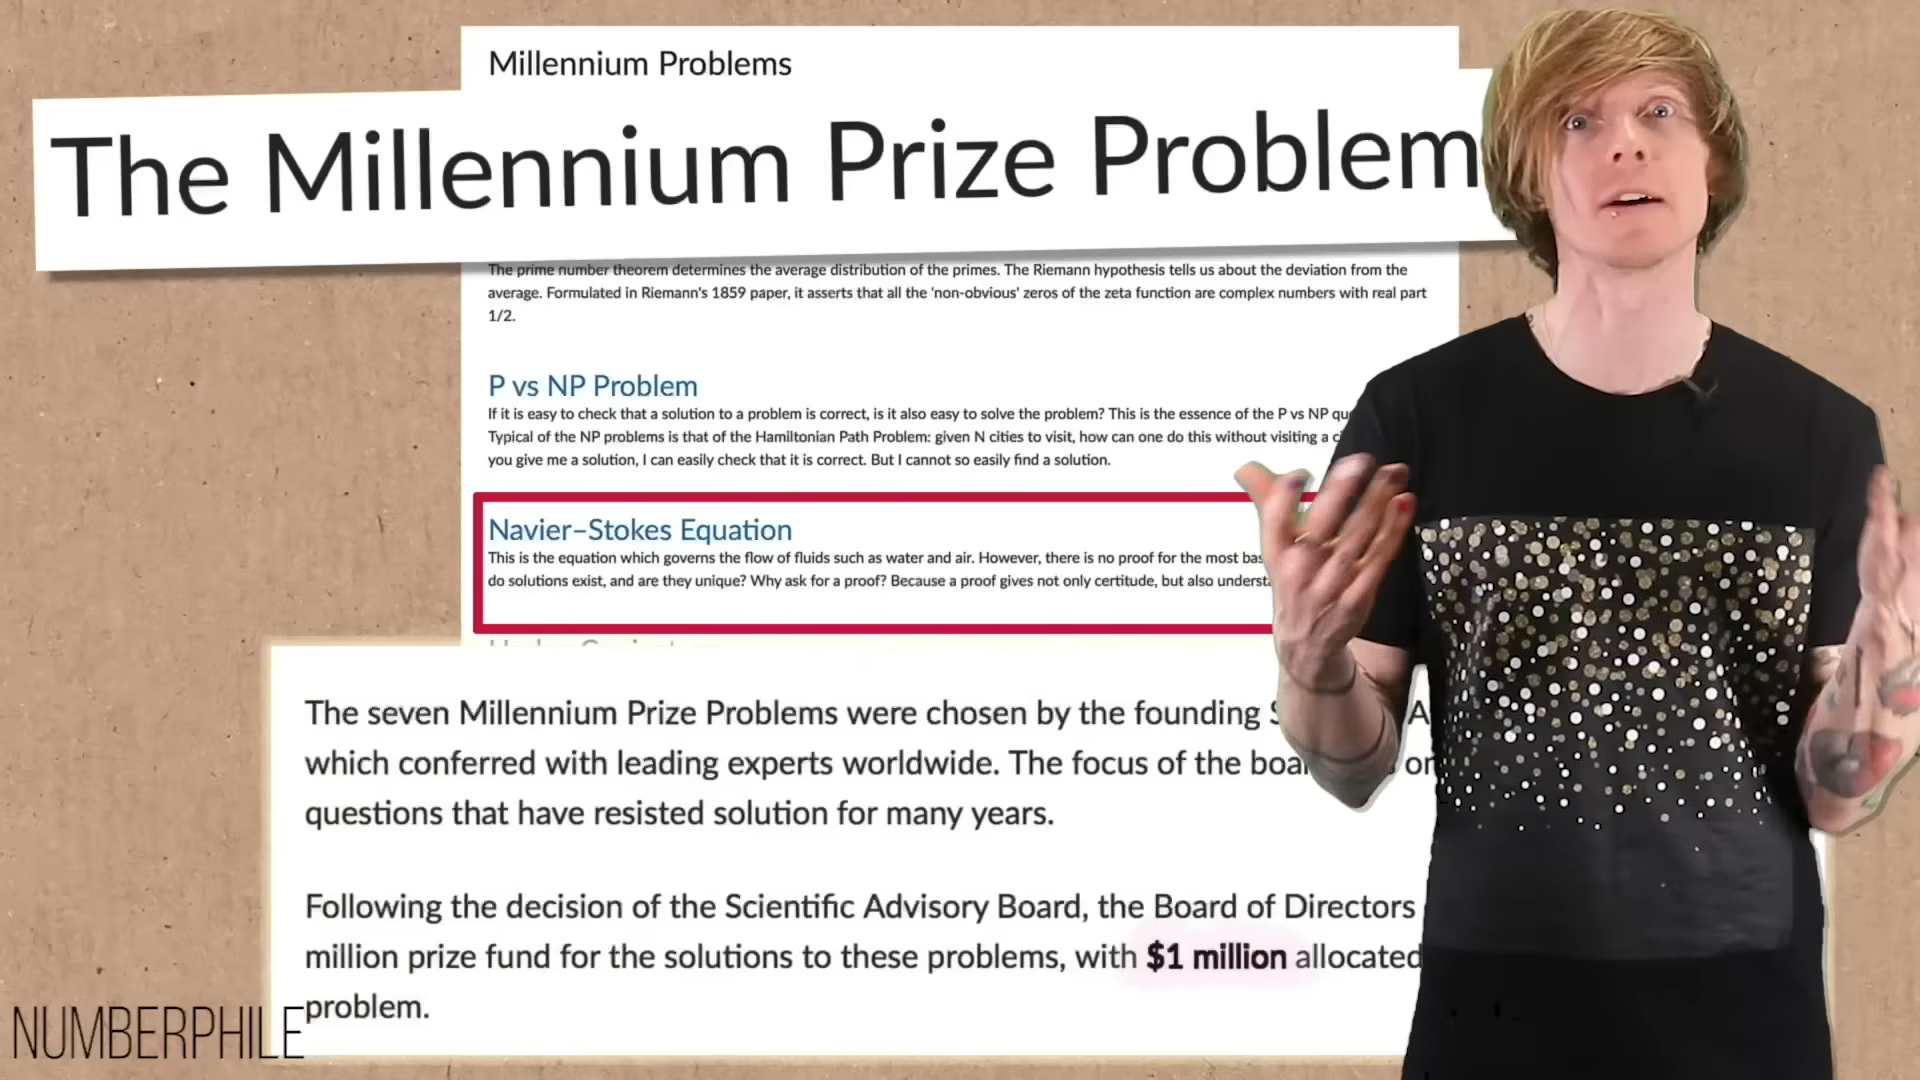 Millennium Problems
The Millennium Prize Problem
The prime number theorem determines the average distribution of the primes. The Riemann hypothesis tells us about the deviation from the
average. Formulated in Riemann's 1859 paper, it asserts that all the 'non-obvious' zeros of the zeta function are complex numbers with real part
1/2.
P vs NP Problem
If it is easy to check that a solution to a problem is correct, is it also easy to solve the problem? This is the essence of the P vs NP
Typical of the NP problems is that of the Hamiltonian Path Problem: given N cities to visit, how can one do this without visiting a
you give me a solution, I can easily check that it is correct. But I cannot so easily find a solution.
Navier–Stokes Equation
This is the equation which governs the flow of fluids such as water and air. However, there is no proof for the most
do solutions exist, and are they unique? Why ask for a proof? Because a proof gives not only certitude, but also
The seven Millennium Prize Problems were chosen by the founding
which conferred with leading experts worldwide. The focus of the
questions that have resisted solution for many years.
Following the decision of the Scientific Advisory Board, the Board of Directors
million prize fund for the solutions to these problems, with $1 million allocated
problem.
NUMBERPHILE